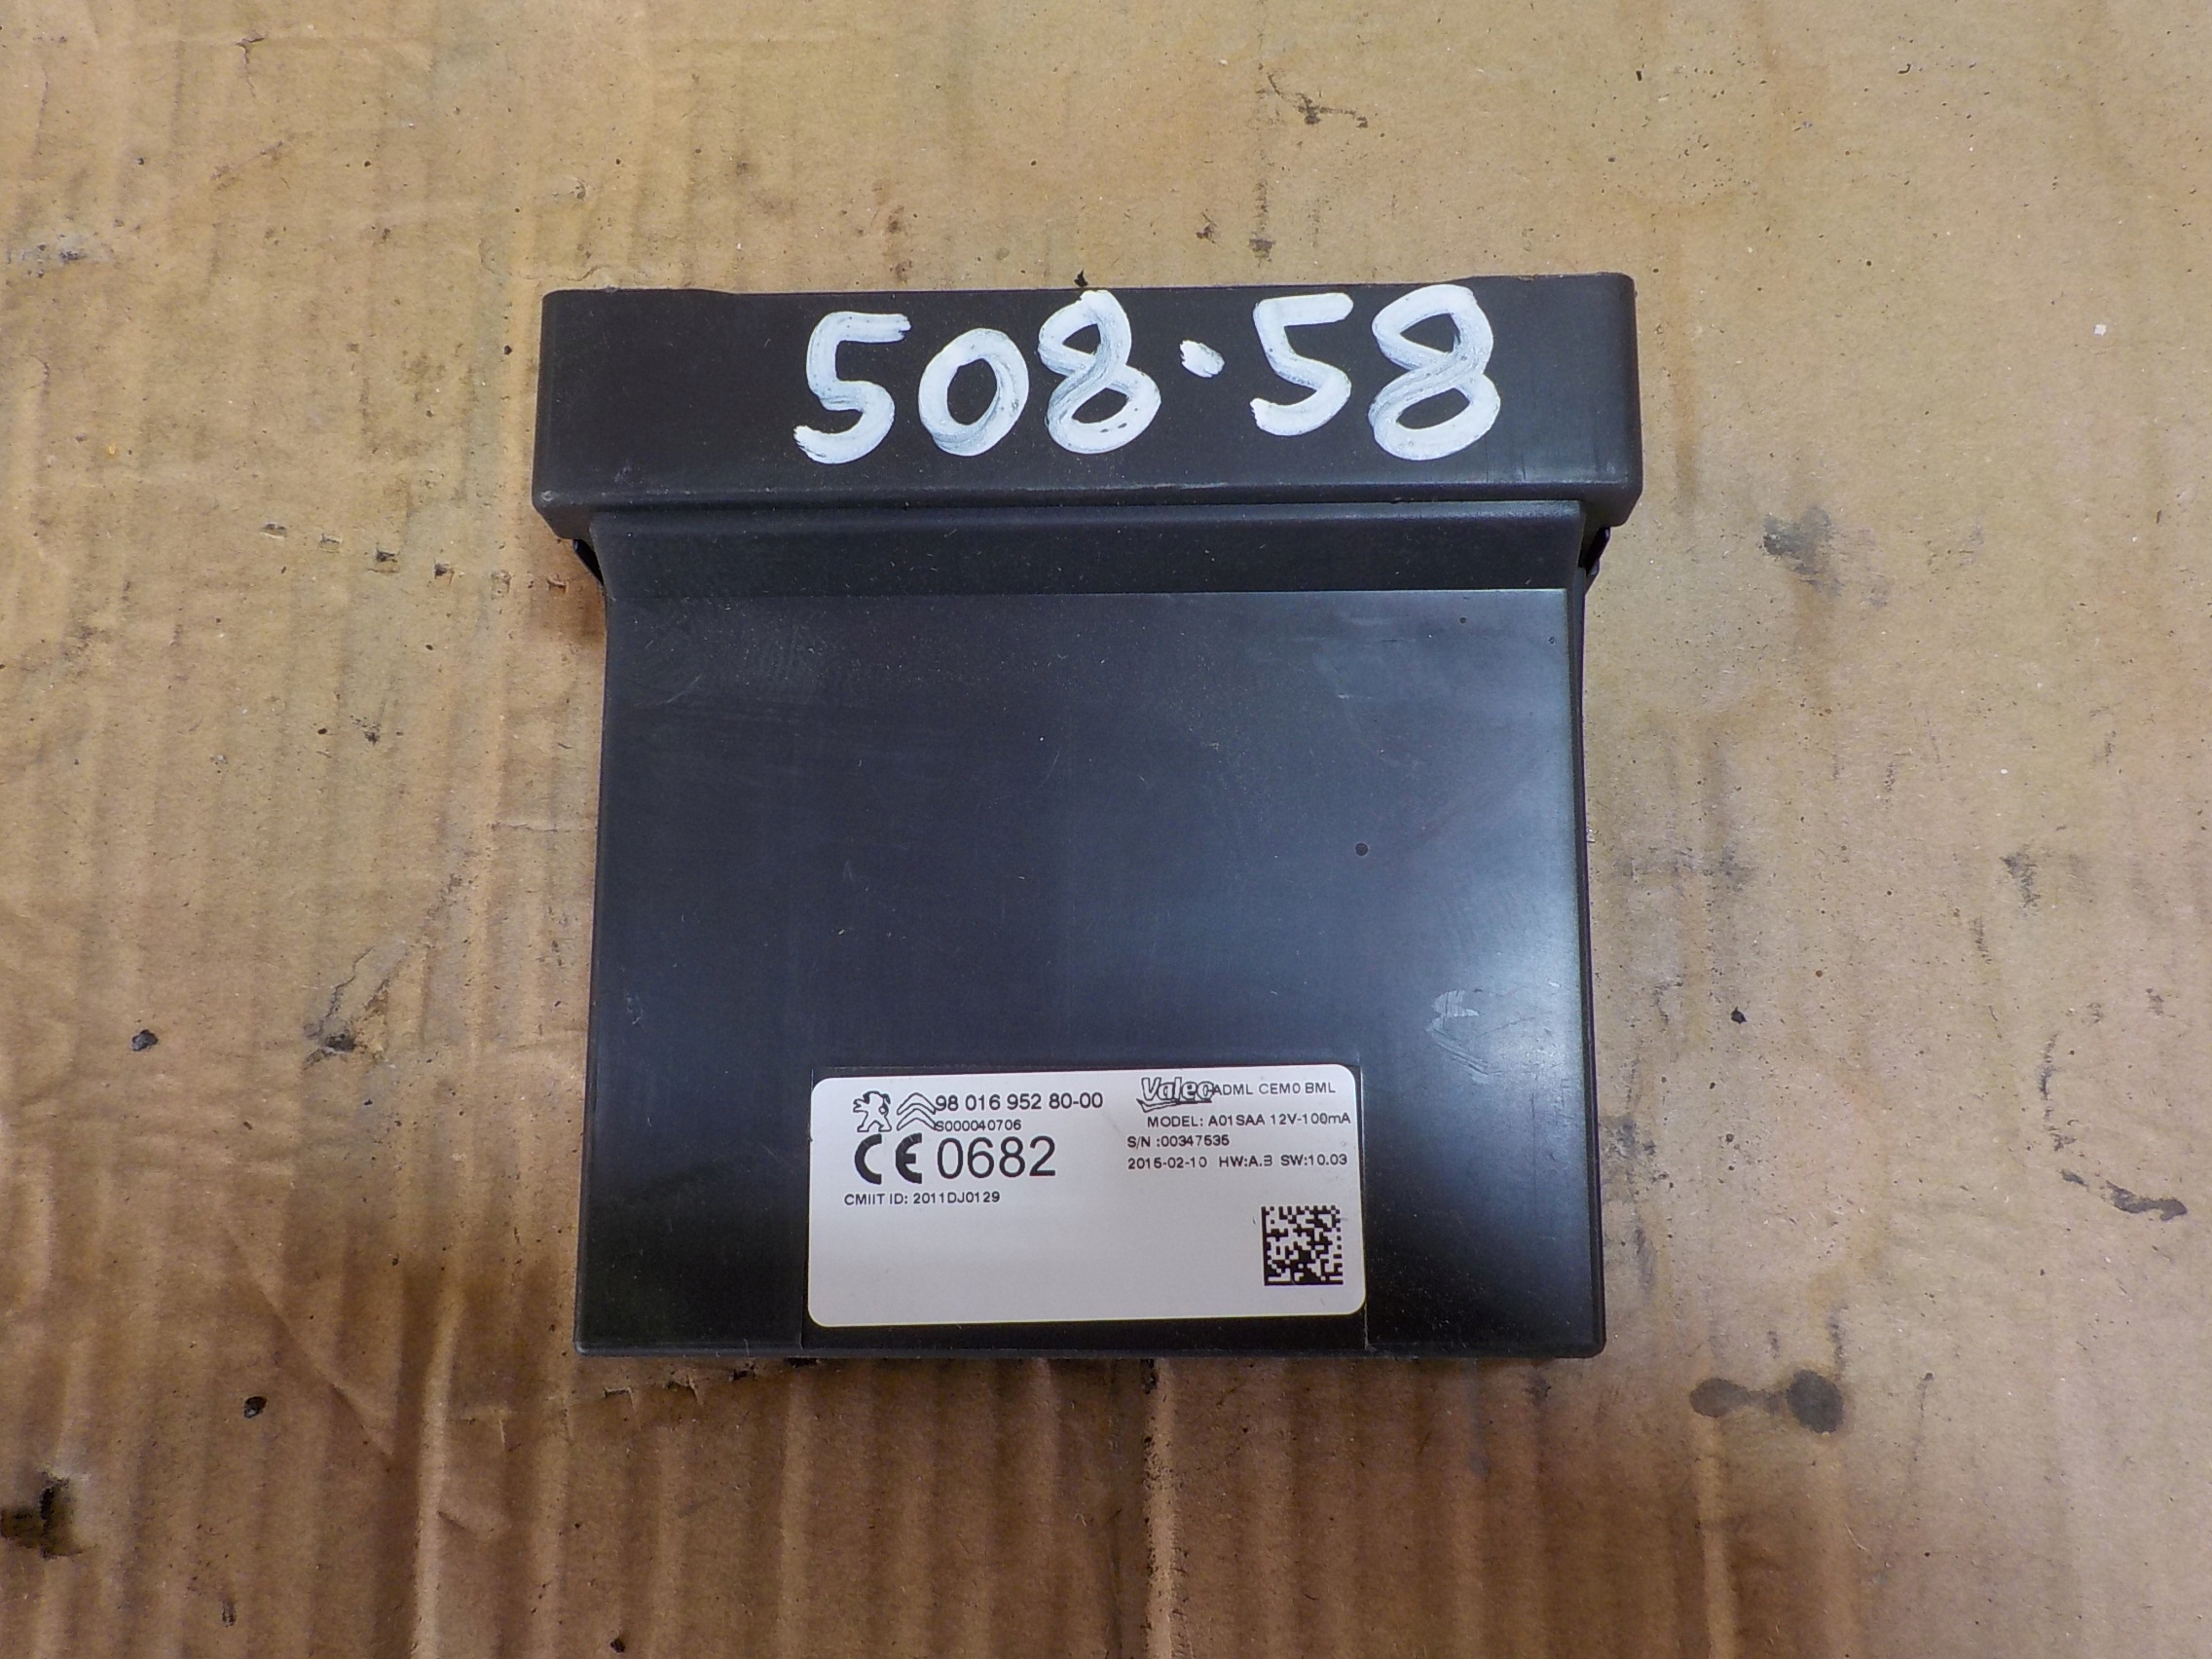 508.58
98 016 952 80-00
S000040706
CE 0682
CMIIT ID: 2011DJ0129
Valeo ADML CEM0 BML
MODEL: A01SAA 12V-100mA
S/N :00347535
2015-02-10 HW:A.B SW:10.03